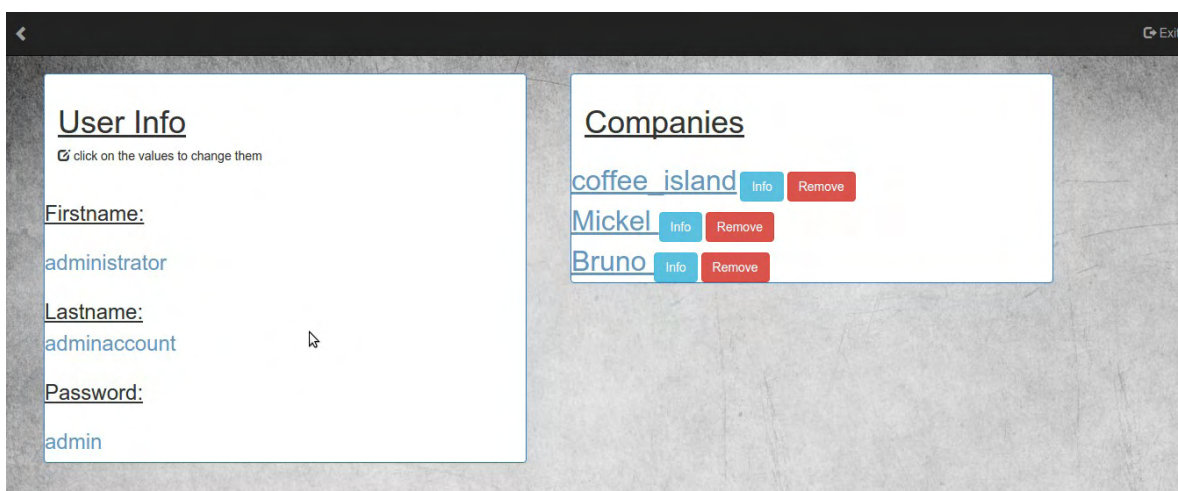 Exit
User Info
click on the values to change them
Firstname:
administrator
Lastname:
adminaccount
Password:
admin
Companies
coffee_island Info Remove
Mickel Info Remove
Bruno Info Remove